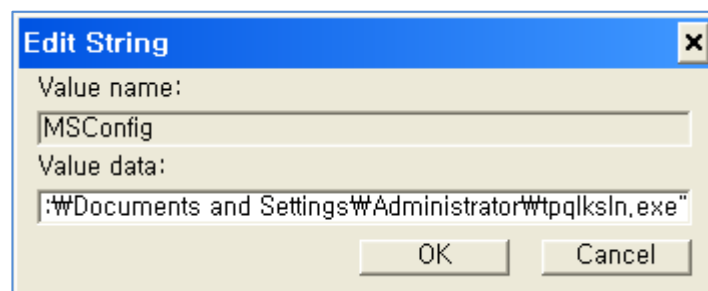 Edit String
Value name:
MSConfig
Value data:
:₩Documents and Settings₩Administrator₩tpqlksln.exe"
OK Cancel